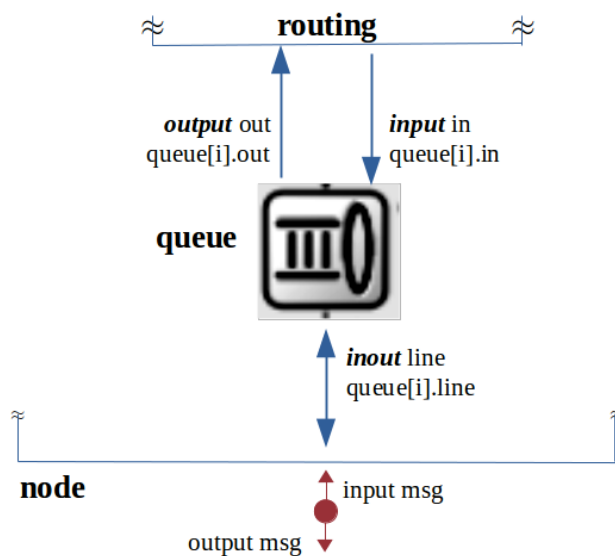 routing
output out
queue[i].out
input in
queue[i].in
queue
inout line
queue[i].line
node
input msg
output msg